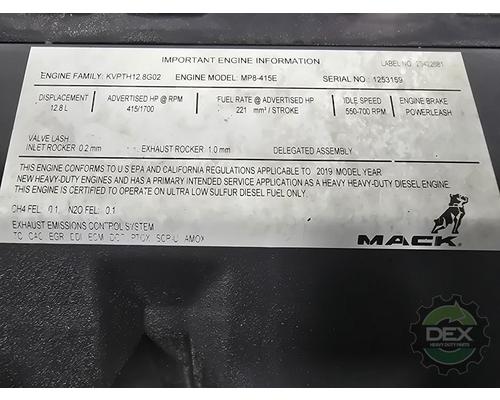 IMPORTANT ENGINE INFORMATION
LABEL NO.
ENGINE FAMILY: KVPTH12.8G02 ENGINE MODEL: MP8-415E SERIAL NO.: 1253159
DISPLACEMENT ADVERTISED HP @ RPM FUEL RATE @ ADVERTISED HP IDLE SPEED ENGINE BRAKE
12.8 L 415/1700 221 mm³/STROKE 550-700 RPM POWERLEASH
VALVE LASH
INLET ROCKER 0.2 mm EXHAUST ROCKER 1.0 mm DELEGATED ASSEMBLY
THIS ENGINE CONFORMS TO U.S EPA AND CALIFORNIA REGULATIONS APPLICABLE TO 2019 MODEL YEAR
NEW HEAVY-DUTY ENGINES AND HAS A PRIMARY INTENDED SERVICE APPLICATION AS A HEAVY HEAVY-DUTY DIESEL ENGINE.
THIS ENGINE IS CERTIFIED TO OPERATE ON ULTRA LOW SULFUR DIESEL FUEL ONLY.
CH4 FEL: 0.1 N2O FEL: 0.1
EXHAUST EMISSIONS CONTROL SYSTEM
TC, CAC, EGR, DDI, ECM, AMOX
MACK
DEX
HEAVY DUTY PARTS